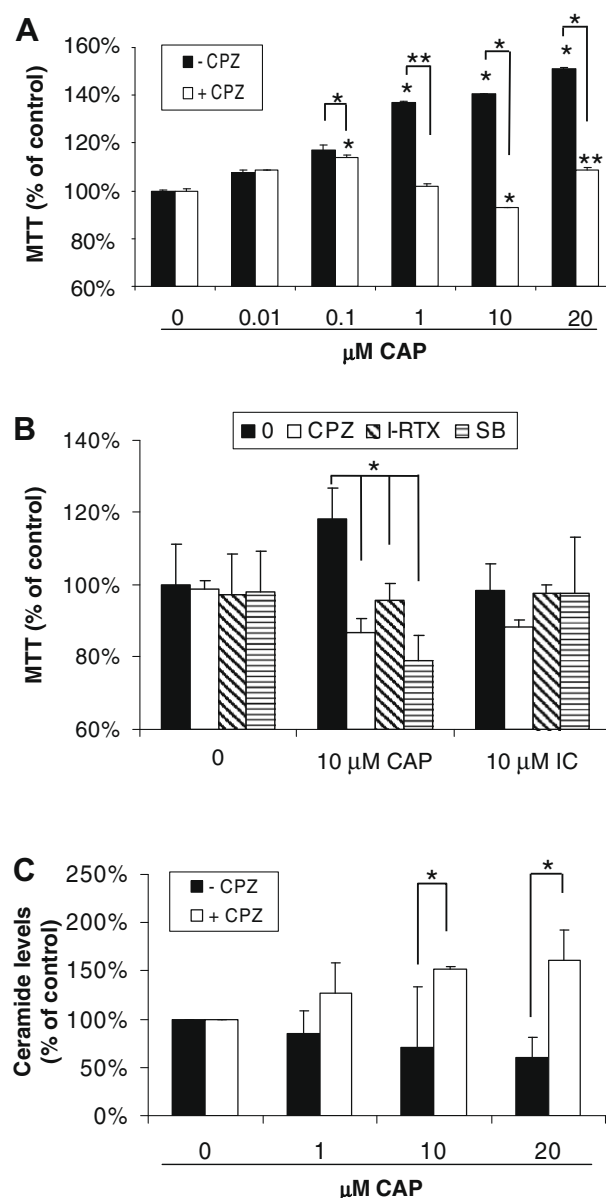 A
MTT (% of control)
160%
140%
120%
100%
80%
60%
- CPZ
+ CPZ
*
*
*
**
*
*
*
*
*
**
0 0.01 0.1 1 10 20
μM CAP
B
MTT (% of control)
140%
120%
100%
80%
60%
0 CPZ I-RTX SB
*
0 10 μM CAP 10 μM IC
C
Ceramide levels
(% of control)
250%
200%
150%
100%
50%
0%
- CPZ
+ CPZ
*
*
0 1 10 20
μM CAP